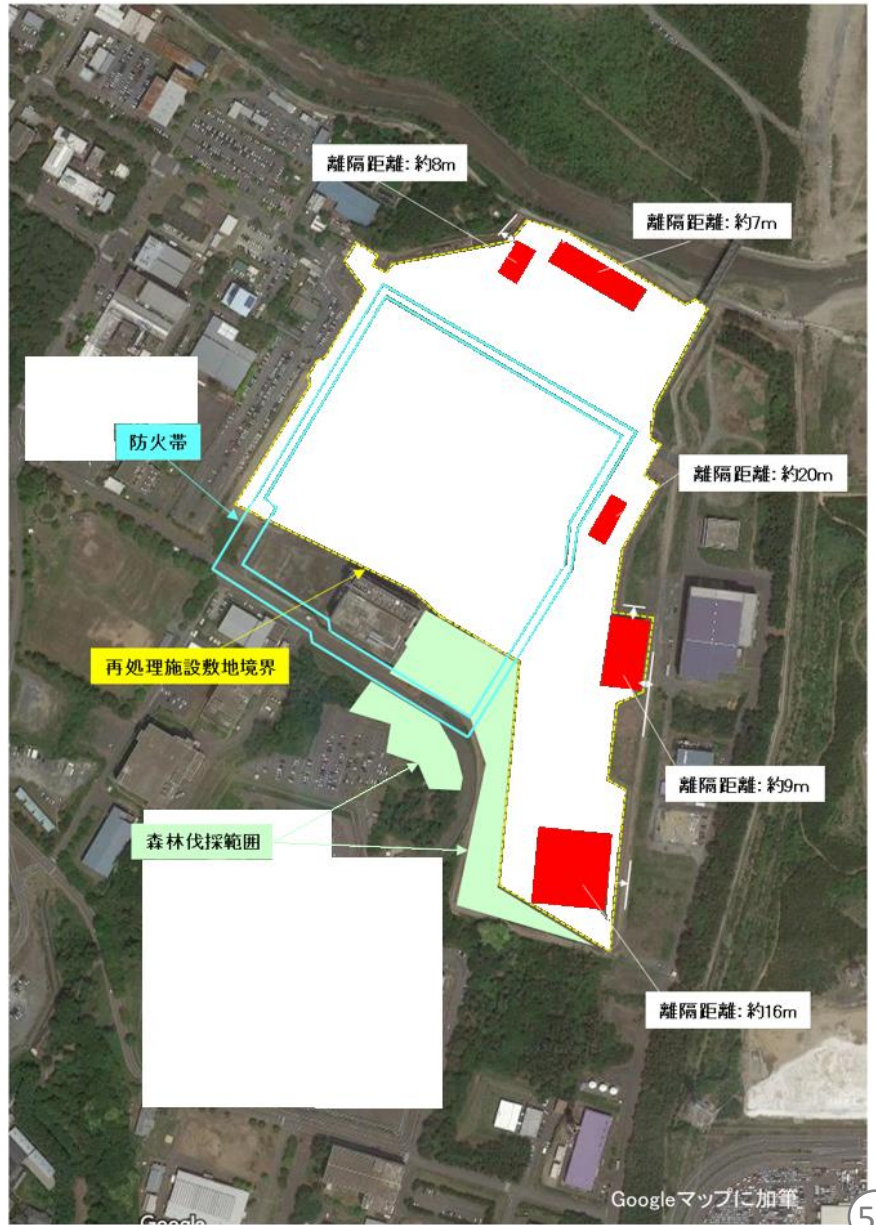 離隔距離：約8m
離隔距離：約7m
防火帯
離隔距離：約20m
再処理施設敷地境界
離隔距離：約9m
森林伐採範囲
離隔距離：約16m
Googleマップに加筆
Google
5